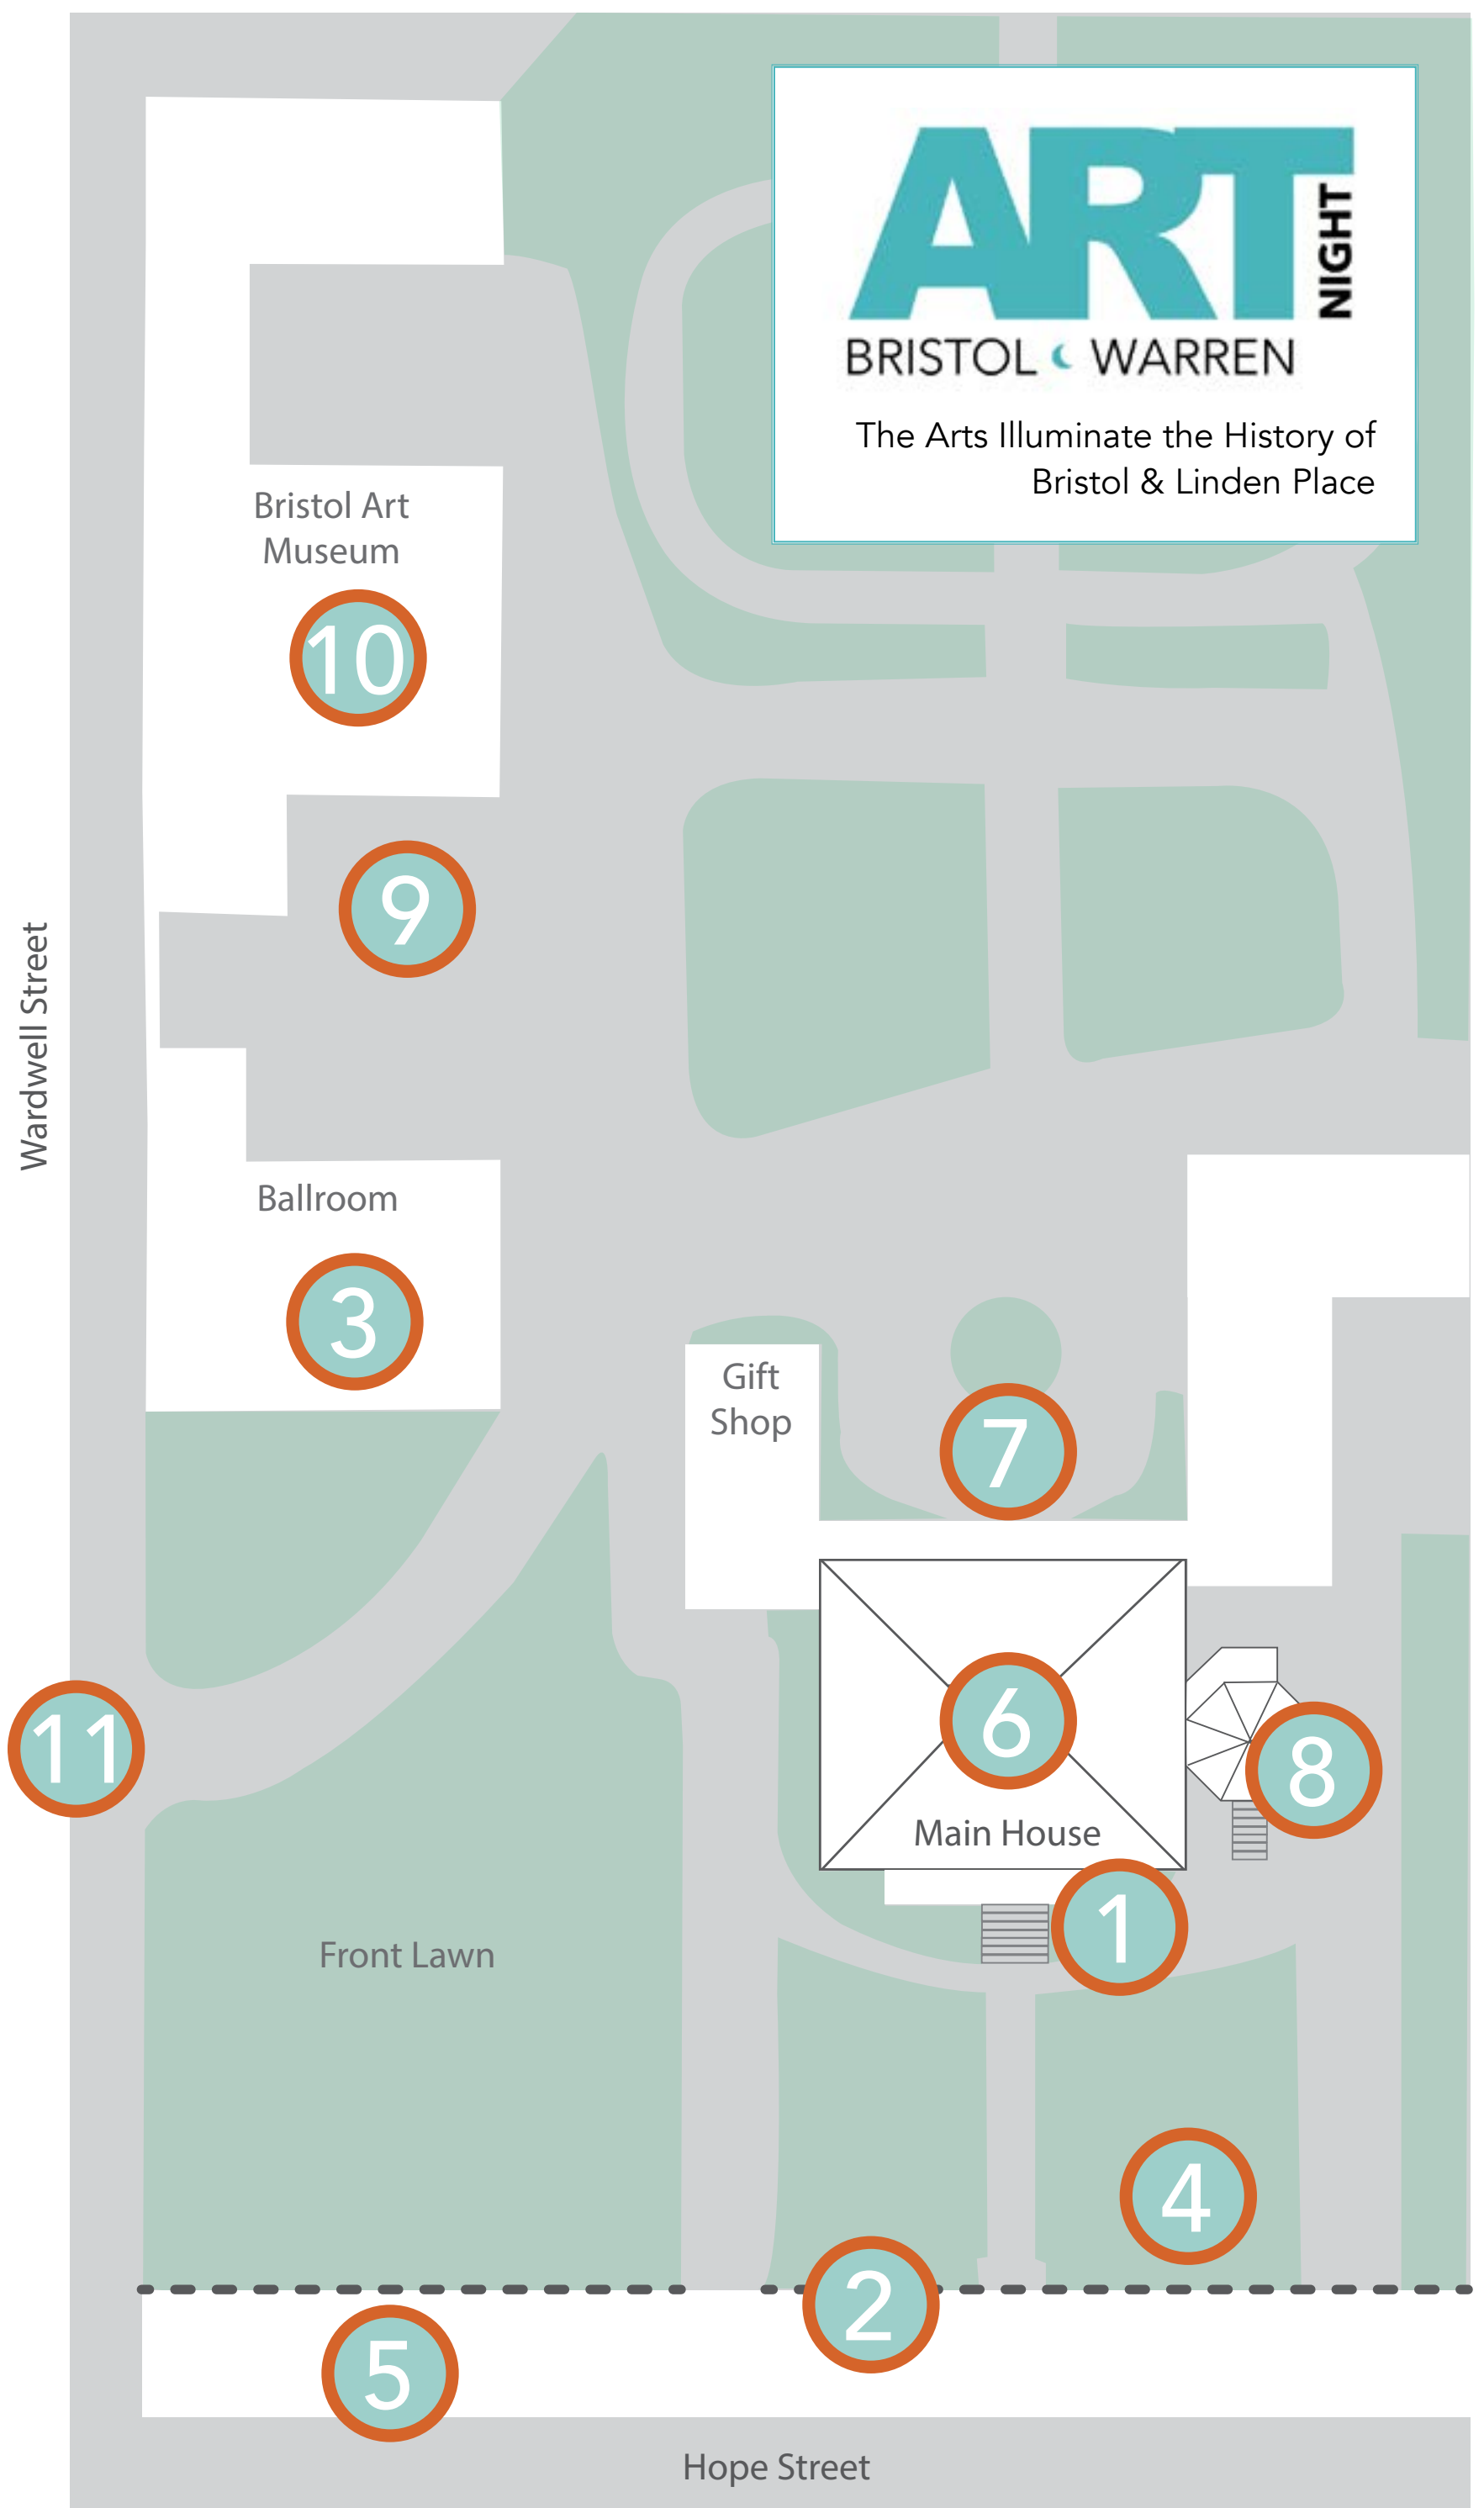 ART
NIGHT
BRISTOL WARREN
The Arts Illuminate the History of
Bristol & Linden Place
Bristol Art
Museum
10
9
Wardwell Street
Ballroom
3
Gift
Shop
7
6
11
8
Main House
1
Front Lawn
4
2
5
Hope Street